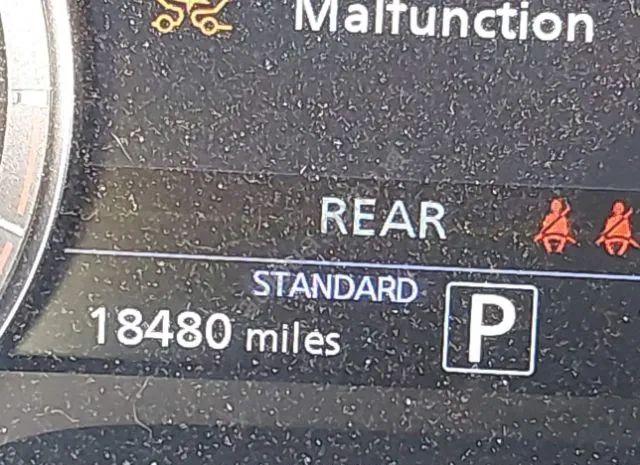 Malfunction
REAR
STANDARD
18480 miles
P